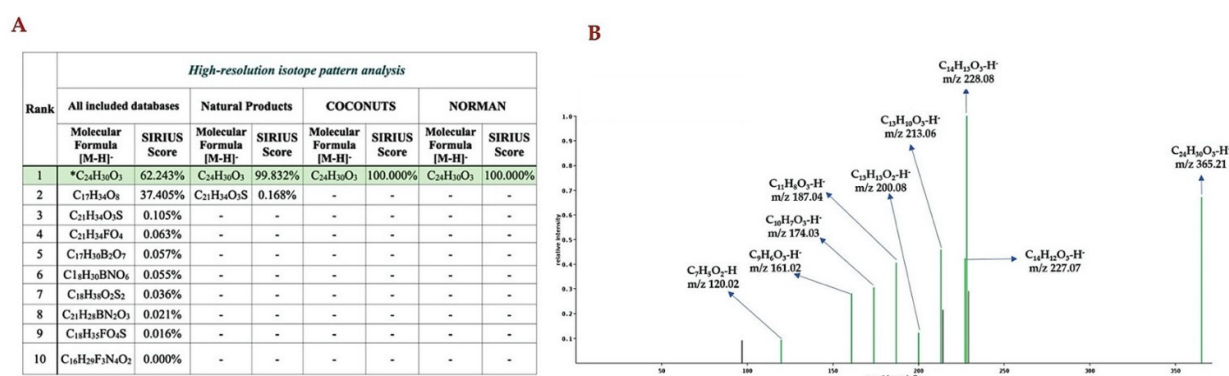 A
High-resolution isotope pattern analysis
Rank
All included databases
Natural Products
COCONUTS
NORMAN
Molecular Formula [M-H]⁻
SIRIUS Score
Molecular Formula [M-H]⁻
SIRIUS Score
Molecular Formula [M-H]⁻
SIRIUS Score
Molecular Formula [M-H]⁻
SIRIUS Score
1 *C₂₄H₃₀O₃ 62.243% C₂₄H₃₀O₃ 99.832% C₂₄H₃₀O₃ 100.000% C₂₄H₃₀O₃ 100.000%
2 C₁₇H₃₄O₈ 37.405% C₂₁H₃₄O₃S 0.168% - - - -
3 C₂₁H₃₄O₃S 0.105% - - - - - -
4 C₂₁H₃₄FO₄ 0.063% - - - - - -
5 C₁₇H₃₀B₂O₇ 0.057% - - - - - -
6 C₁₈H₃₀BNO₆ 0.055% - - - - - -
7 C₁₈H₃₈O₂S₂ 0.036% - - - - - -
8 C₂₁H₂₈BN₂O₃ 0.021% - - - - - -
9 C₁₈H₃₅FO₄S 0.016% - - - - - -
10 C₁₆H₂₉F₃N₄O₂ 0.000% - - - - - -
B
C₁₄H₁₃O₃-H⁻
m/z 228.08
C₁₃H₁₀O₃-H⁻
m/z 213.06
C₂₄H₃₀O₃-H⁻
m/z 365.21
C₁₃H₁₃O₂-H⁻
m/z 200.08
C₁₁H₈O₃-H⁻
m/z 187.04
C₁₀H₇O₃-H⁻
m/z 174.03
C₉H₆O₃-H⁻
m/z 161.02
C₁₄H₁₂O₃-H⁻
m/z 227.07
C₇H₅O₂-H
m/z 120.02
relative intensity
1.0
0.9
0.8
0.7
0.6
0.5
0.4
0.3
0.2
0.1
50 100 150 200 250 300 350